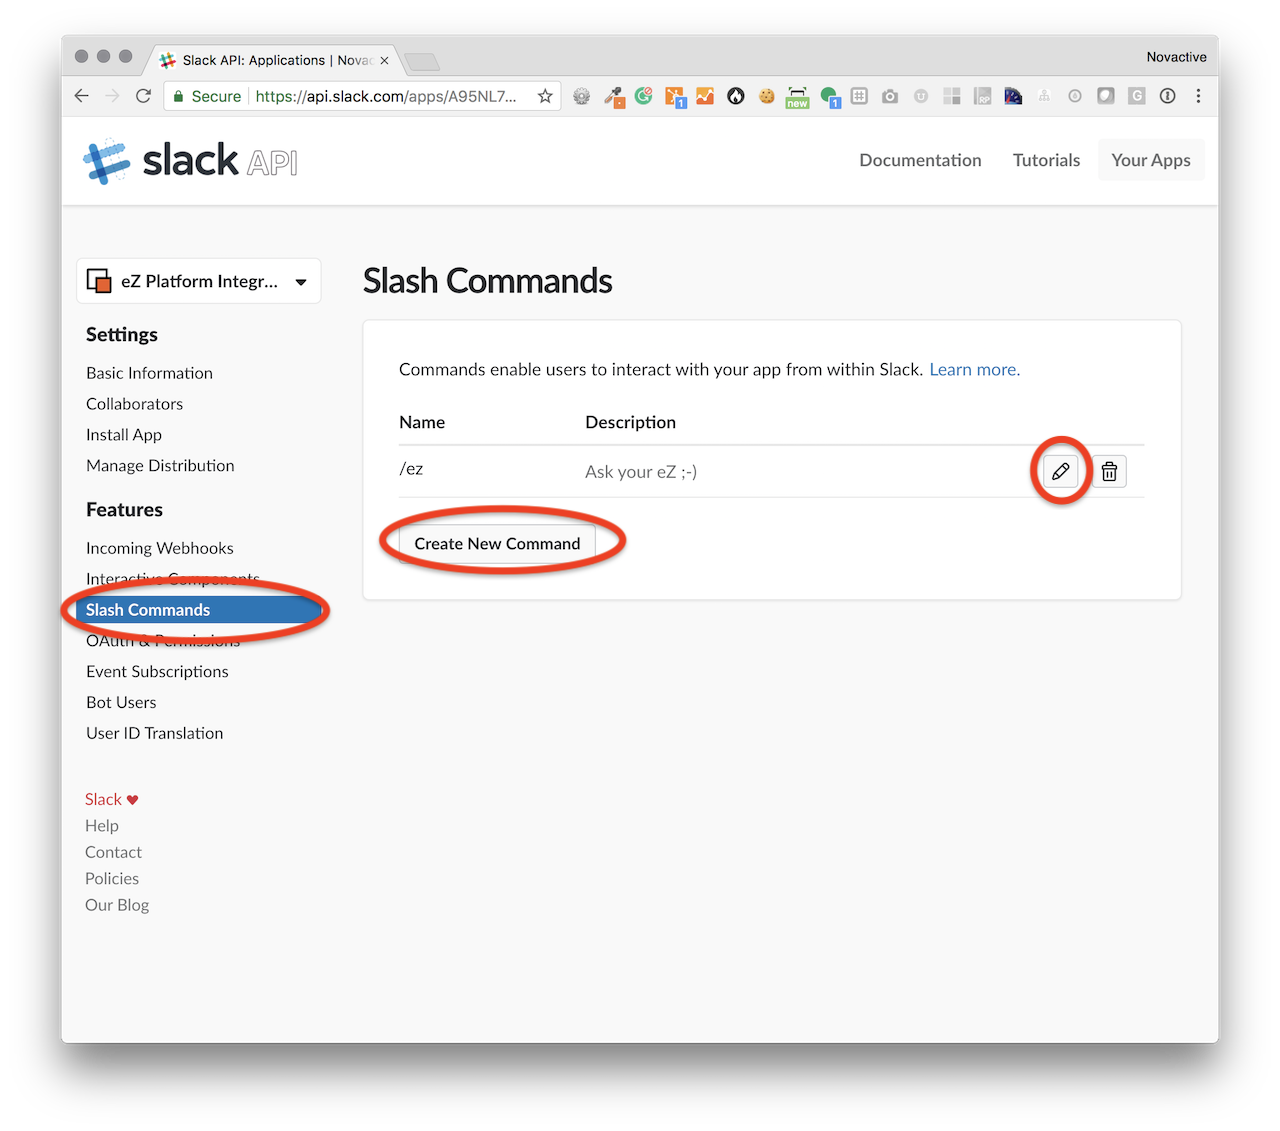 Slack API: Applications | Novac
Novactive
Secure
https://api.slack.com/apps/A95NL7...
1
new
1
RP
G
slack API
Documentation
Tutorials
Your Apps
eZ Platform Integr...
Settings
Basic Information
Collaborators
Install App
Manage Distribution
Features
Incoming Webhooks
Interactive Components
Slash Commands
OAuth & Permissions
Event Subscriptions
Bot Users
User ID Translation
Slack ♥
Help
Contact
Policies
Our Blog
Slash Commands
Commands enable users to interact with your app from within Slack. Learn more.
Name Description
/ez Ask your eZ ;-)
Create New Command